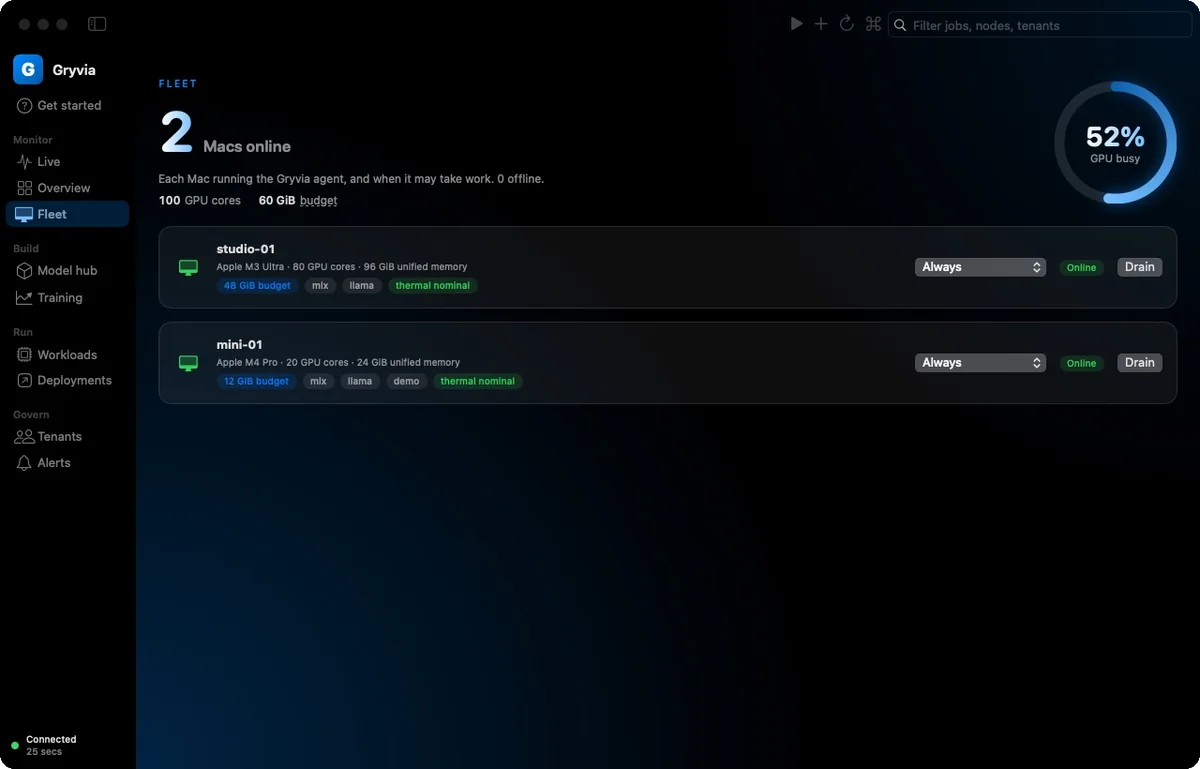 Filter jobs, nodes, tenants
G Gryvia
Get started
Monitor
Live
Overview
Fleet
Build
Model hub
Training
Run
Workloads
Deployments
Govern
Tenants
Alerts
Connected
25 secs
FLEET
2 Macs online
Each Mac running the Gryvia agent, and when it may take work. 0 offline.
100 GPU cores 60 GiB budget
52%
GPU busy
studio-01
Apple M3 Ultra · 80 GPU cores · 96 GiB unified memory
48 GiB budget mlx llama thermal nominal
Always Online Drain
mini-01
Apple M4 Pro · 20 GPU cores · 24 GiB unified memory
12 GiB budget mlx llama demo thermal nominal
Always Online Drain